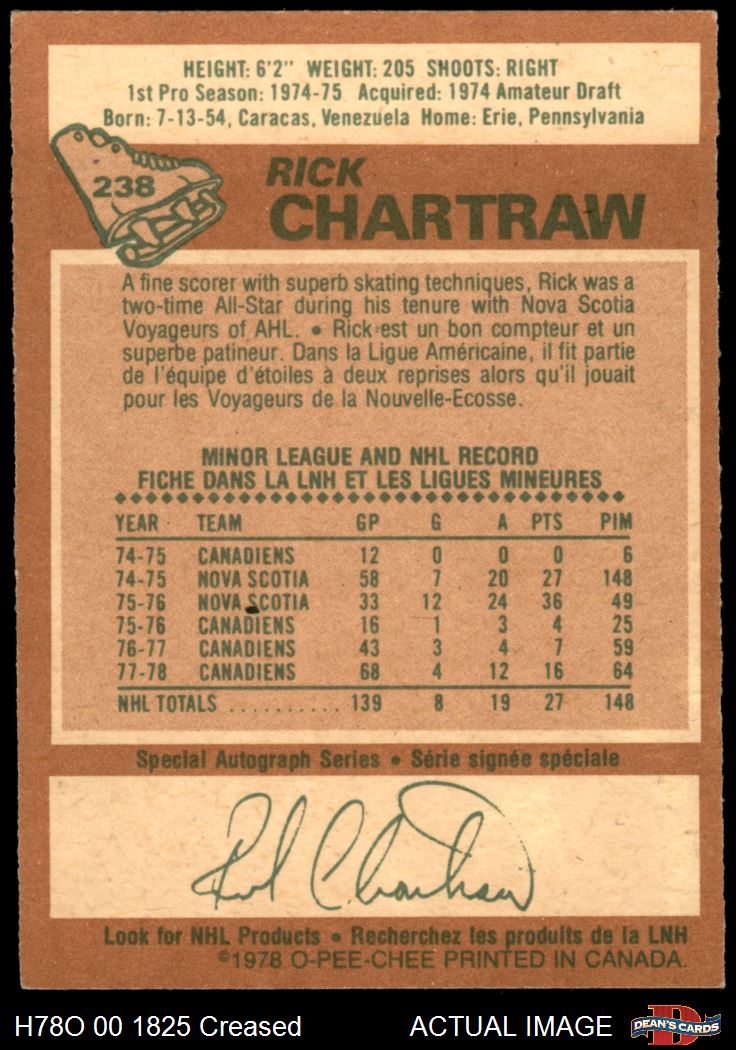 HEIGHT: 6'2" WEIGHT: 205 SHOOTS: RIGHT
1st Pro Season: 1974-75 Acquired: 1974 Amateur Draft
Born: 7-13-54, Caracas, Venezuela Home: Erie, Pennsylvania
238
RICK
CHARTRAW
A fine scorer with superb skating techniques, Rick was a
two-time All-Star during his tenure with Nova Scotia
Voyageurs of AHL. • Rick est un bon compteur et un
superbe patineur. Dans la Ligue Américaine, il fit partie
de l'équipe d'étoiles à deux reprises alors qu'il jouait
pour les Voyageurs de la Nouvelle-Ecosse.
MINOR LEAGUE AND NHL RECORD
FICHE DANS LA LNH ET LES LIGUES MINEURES
YEAR TEAM GP G A PTS PIM
74-75 CANADIENS 12 0 0 0 6
74-75 NOVA SCOTIA 58 7 20 27 148
75-76 NOVA SCOTIA 33 12 24 36 49
75-76 CANADIENS 16 1 3 4 25
76-77 CANADIENS 43 3 4 7 59
77-78 CANADIENS 68 4 12 16 64
NHL TOTALS .......... 139 8 19 27 148
Special Autograph Series • Série signée spéciale
Rick Chartraw
Look for NHL Products • Recherchez les produits de la LNH
©1978 O-PEE-CHEE PRINTED IN CANADA.
H78O 00 1825 Creased ACTUAL IMAGE DEAN'S CARDS